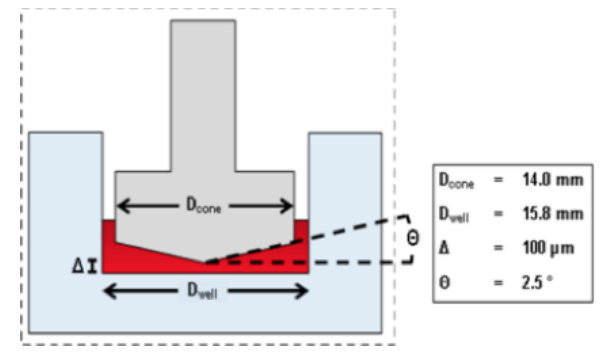 D_cone
Θ
Δ
D_well
D_cone = 14.0 mm
D_well = 15.8 mm
Δ = 100 µm
Θ = 2.5 °